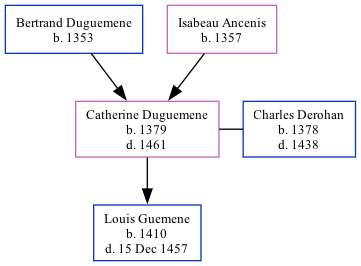 Bertrand Duguemene
b. 1353
Isabeau Ancenis
b. 1357
Catherine Duguemene
b. 1379
d. 1461
Charles Derohan
b. 1378
d. 1438
Louis Guemene
b. 1410
d. 15 Dec 1457